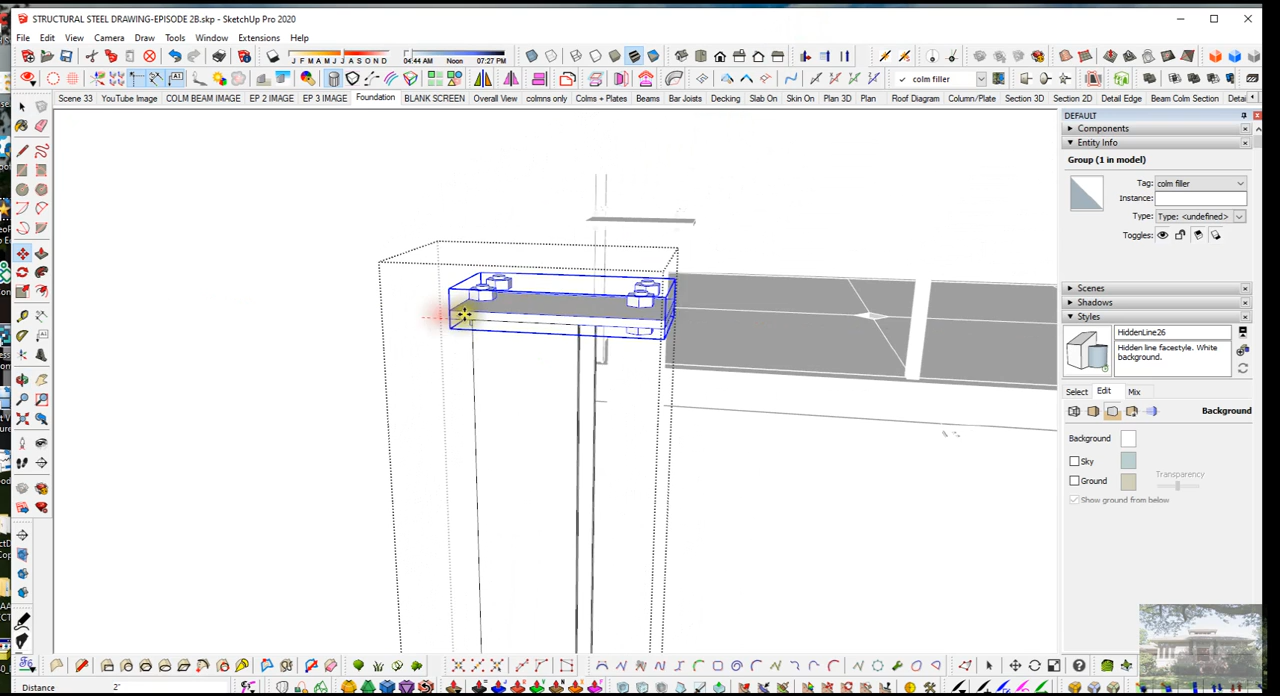 STRUCTURAL STEEL DRAWING-EPISODE 2B.skp - SketchUp Pro 2020
File Edit View Camera Draw Tools Window Extensions Help
J F M A M J J A S O N D 04:44 AM Noon 07:27 PM
✓ colm filler
Scene 33 YouTube Image COLM BEAM IMAGE EP 2 IMAGE EP 3 IMAGE Foundation BLANK SCREEN Overall View colmns only Colms + Plates Beams Bar Joists Decking Slab On Skin On Plan 3D Plan Roof Diagram Column/Plate Section 3D Section 2D Detail Edge Beam Colm Section
DEFAULT
Components
Entity Info
Group (1 in model)
Tag: colm filler
Instance:
Type: Type: <undefined>
Toggles:
Scenes
Shadows
Styles
HiddenLine26
Hidden line facestyle. White
background.
Select Edit Mix
Background
Background
Sky
Transparency
Ground
Show ground from below
Distance 2"